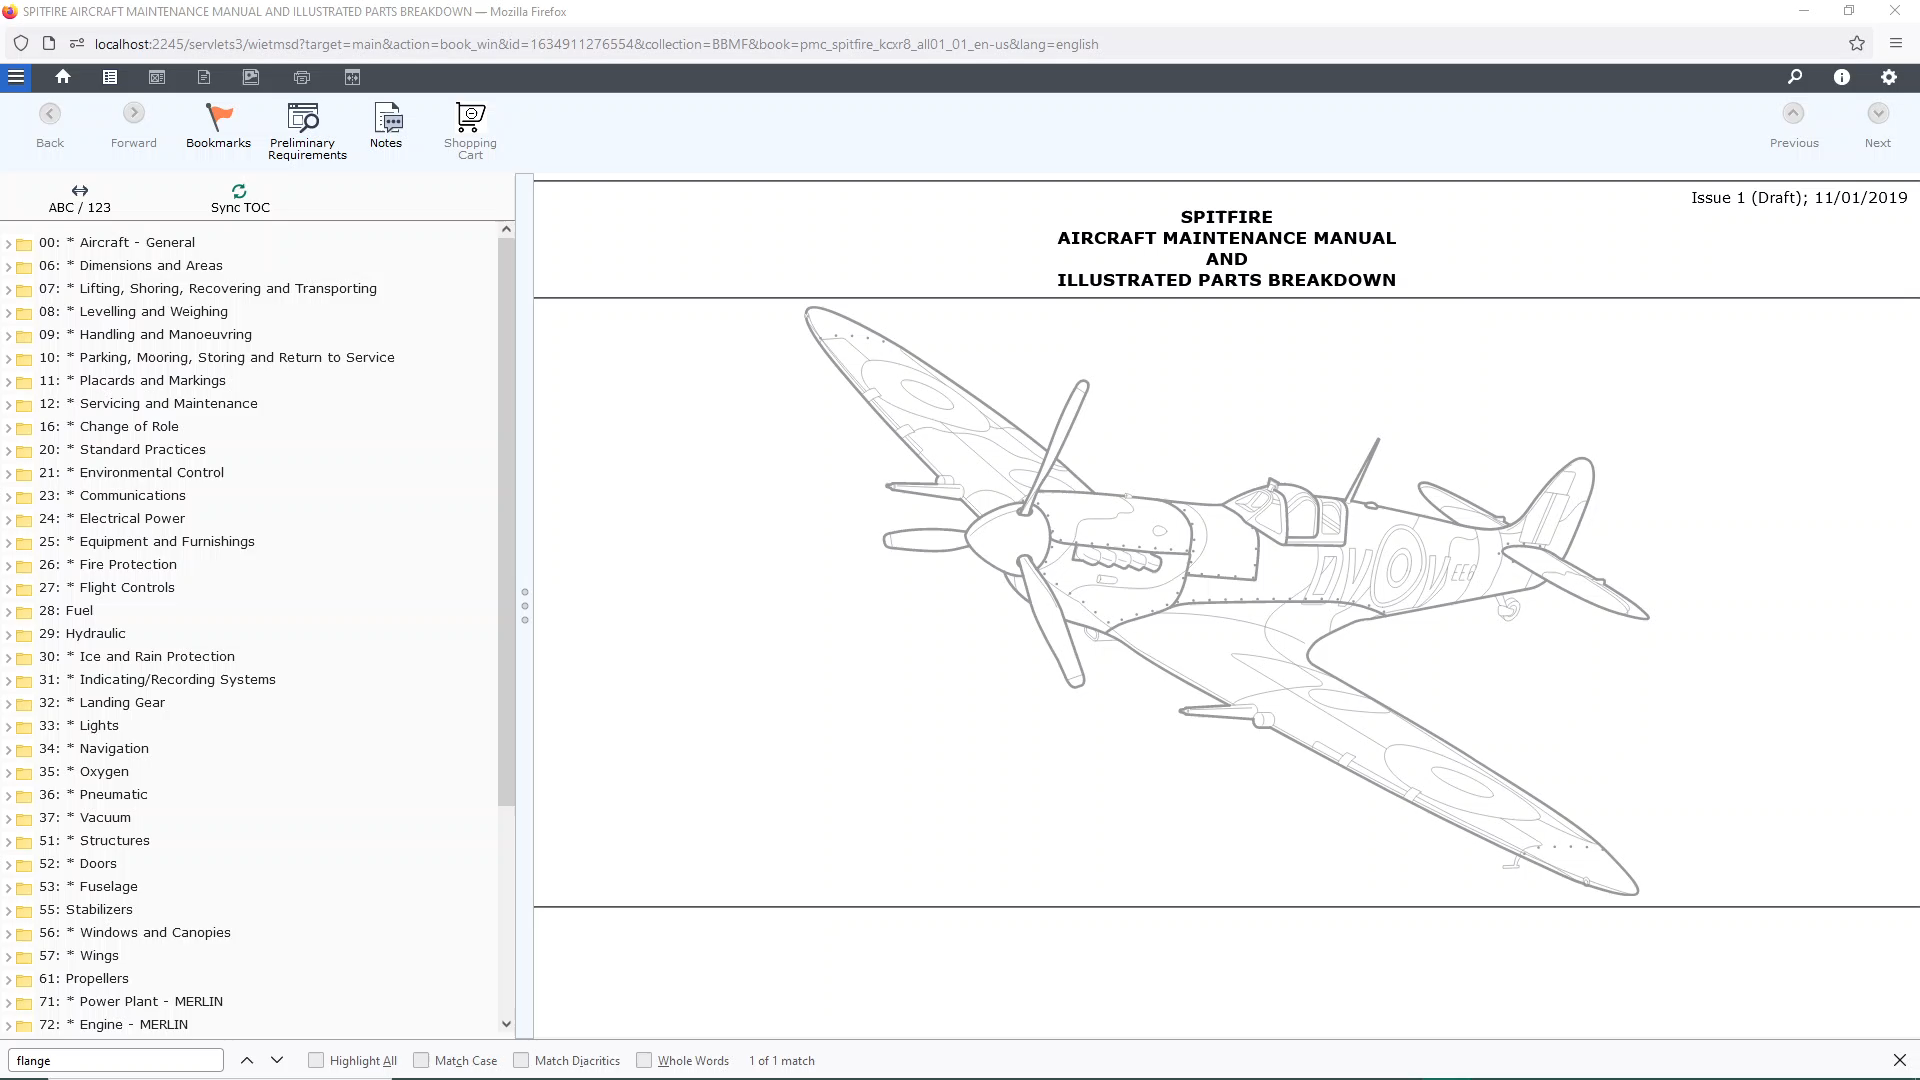 SPITFIRE AIRCRAFT MAINTENANCE MANUAL AND ILLUSTRATED PARTS BREAKDOWN — Mozilla Firefox
localhost:2245/servlets3/wietmsd?target=main&action=book_win&id=1634911276554&collection=BBMF&book=pmc_spitfire_kcxr8_all01_01_en-us&lang=english
Back
Forward
Bookmarks
Preliminary
Requirements
Notes
Shopping
Cart
Previous
Next
ABC / 123
Sync TOC
00: * Aircraft - General
06: * Dimensions and Areas
07: * Lifting, Shoring, Recovering and Transporting
08: * Levelling and Weighing
09: * Handling and Manoeuvring
10: * Parking, Mooring, Storing and Return to Service
11: * Placards and Markings
12: * Servicing and Maintenance
16: * Change of Role
20: * Standard Practices
21: * Environmental Control
23: * Communications
24: * Electrical Power
25: * Equipment and Furnishings
26: * Fire Protection
27: * Flight Controls
28: Fuel
29: Hydraulic
30: * Ice and Rain Protection
31: * Indicating/Recording Systems
32: * Landing Gear
33: * Lights
34: * Navigation
35: * Oxygen
36: * Pneumatic
37: * Vacuum
51: * Structures
52: * Doors
53: * Fuselage
55: Stabilizers
56: * Windows and Canopies
57: * Wings
61: Propellers
71: * Power Plant - MERLIN
72: * Engine - MERLIN
Issue 1 (Draft); 11/01/2019
SPITFIRE
AIRCRAFT MAINTENANCE MANUAL
AND
ILLUSTRATED PARTS BREAKDOWN
flange
Highlight All
Match Case
Match Diacritics
Whole Words
1 of 1 match